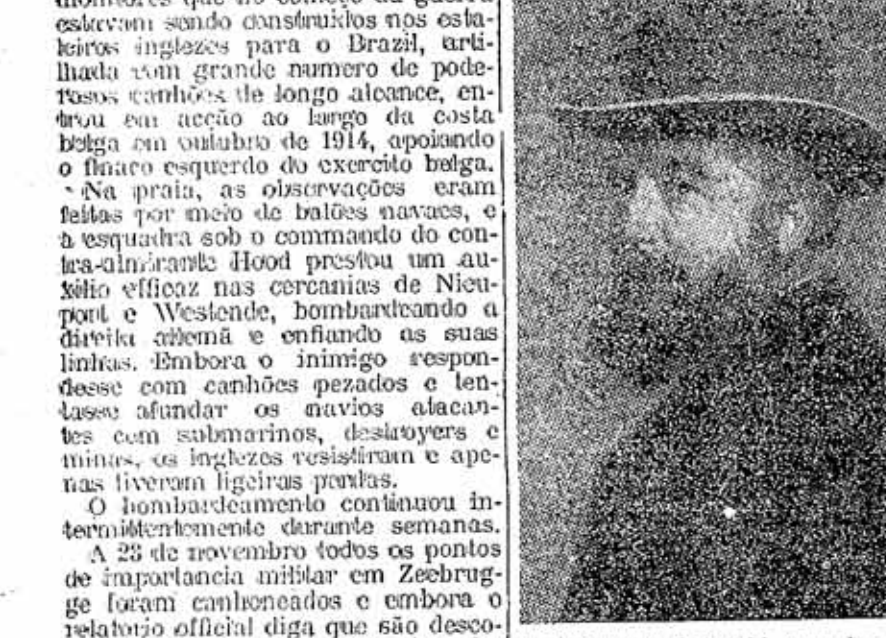 monitores que no começo da guerra
estavam sendo construidos nos esta-
leiros inglezes para o Brazil, arti-
lhada com grande numero de pode-
rosos canhões de longo alcance, en-
trou em acção ao largo da costa
belga em outubro de 1914, apoiando
o flnaco esquerdo do exercito belga.
Na praia, as observações eram
feitas por meio de balões navaes, e
a esquadra sob o commando do con-
tra-almirante Hood prestou um au-
xilio efficaz nas cercanias de Nieu-
port e Westende, bombardeando a
direita allemã e enfiando as suas
linhas. Embora o inimigo respon-
desse com canhões pezados e ten-
tasse afundar os navios atacan-
tes com submarinos, destroyers e
minas, os inglezes resistiram e ape-
nas tiveram ligeiras perdas.
O bombardeamento continuou in-
termittentemente durante semanas.
A 23 de novembro todos os pontos
de importancia militar em Zeebrug-
ge foram canhoneados e embora o
relatorio official diga que são desco-